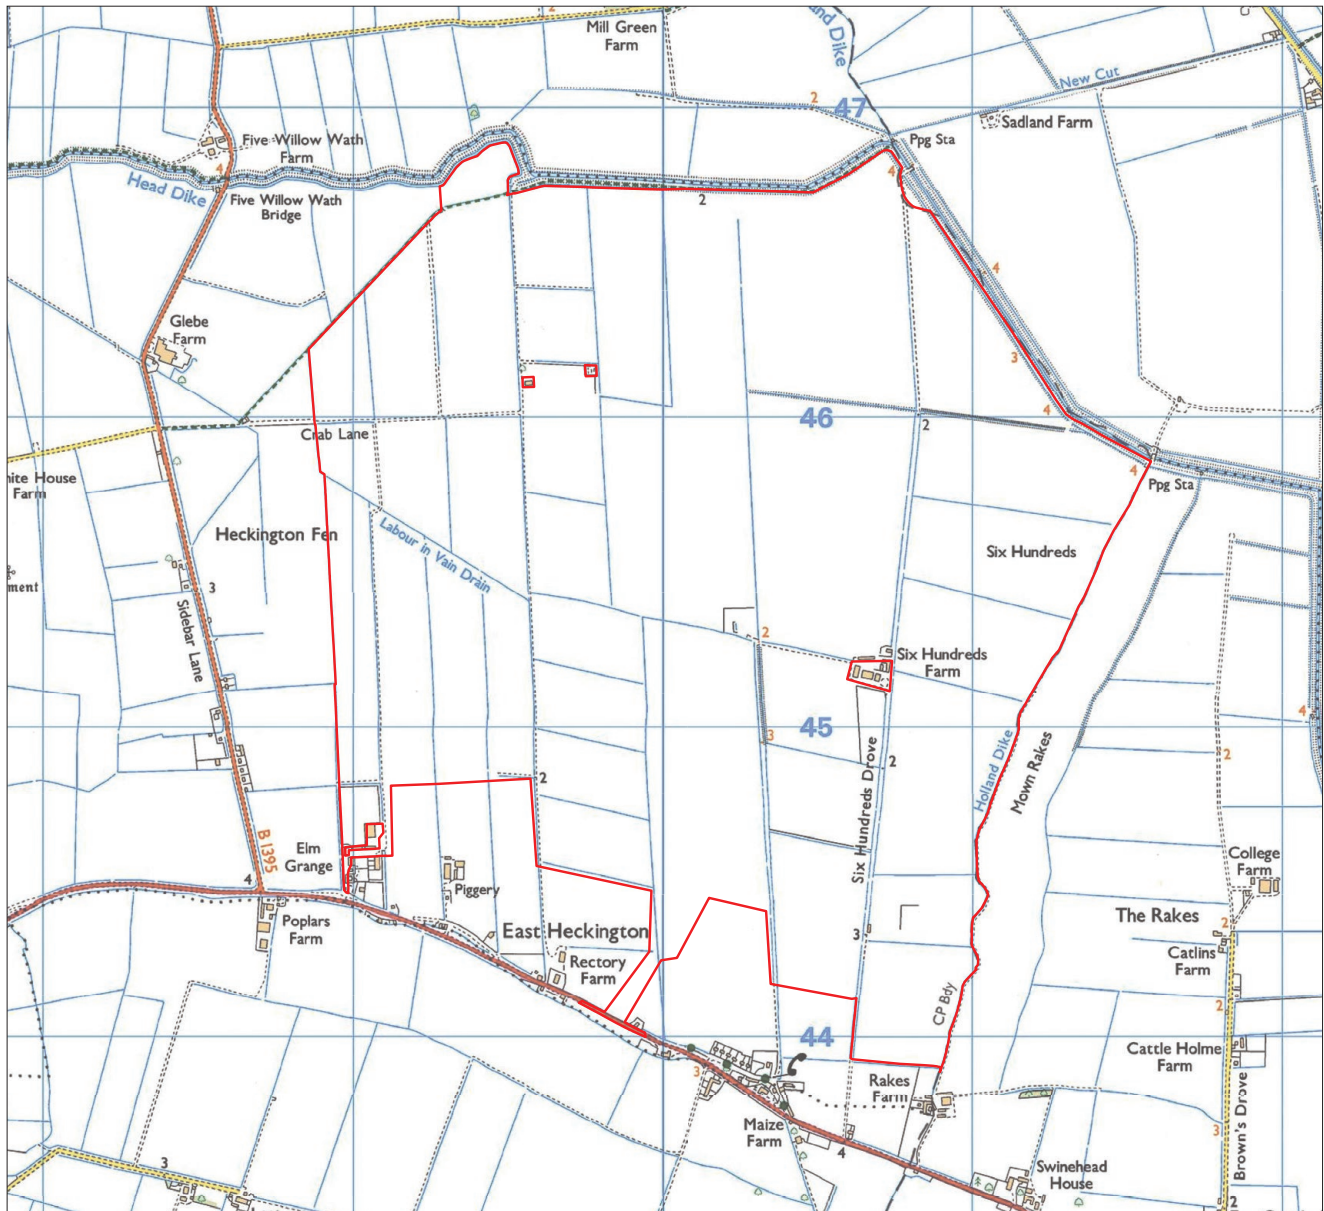 2
Mill Green
Farm
and Dike
New Cut
2
47
Sadland Farm
Ppg Sta
Five Willow Wath
Farm
4
4
Head Dike
Five Willow Wath
Bridge
2
4
Glebe
Farm
3
46
4
2
Crab Lane
4
Ppg Sta
ite House
Farm
Heckington Fen
Labour in Vain Drain
Six Hundreds
ment
3
Sidebar Lane
2
Six Hundreds
Farm
4
45
3
Holland Dike
Mown Rakes
2
2
2
Six Hundreds Drove
B 1395
Elm
Grange
4
College
Farm
Piggery
Poplars
Farm
East Heckington
The Rakes
2
3
Rectory
Farm
Catlins
Farm
CP Bdy
2
44
Cattle Holme
Farm
3
Rakes
Farm
Brown's Drove
3
Maize
Farm
4
3
Swinehead
House
2